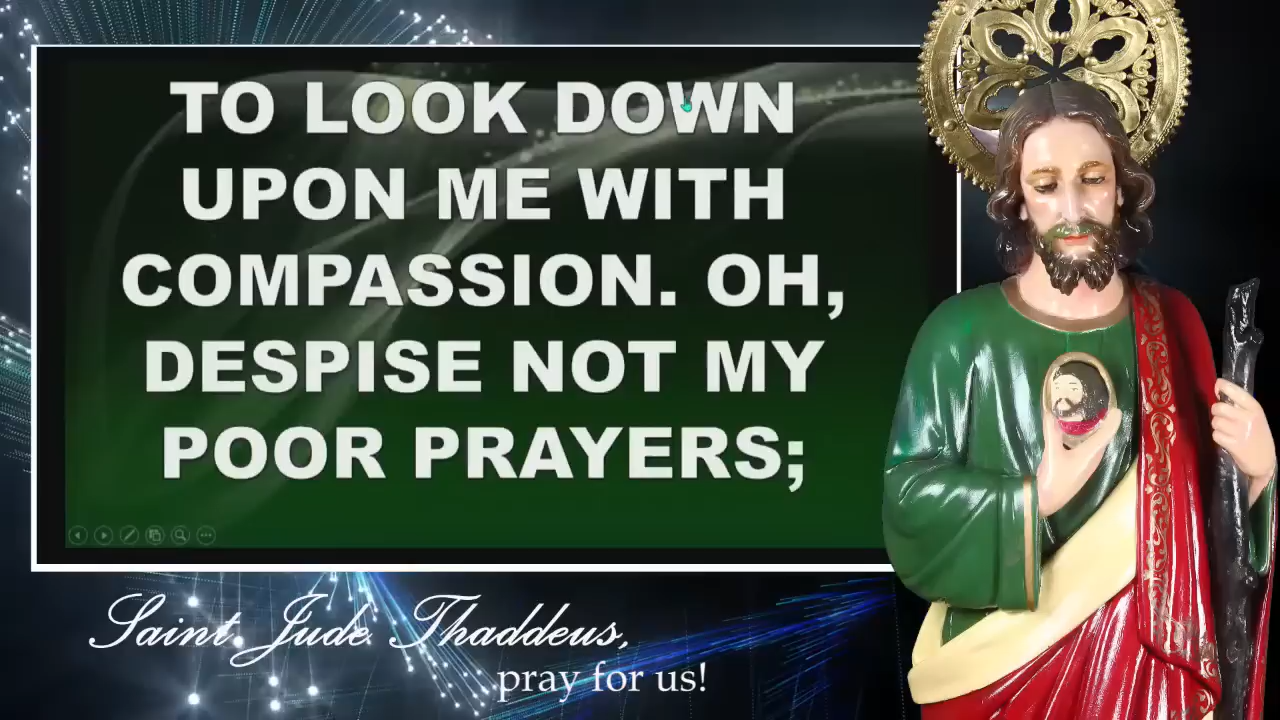 TO LOOK DOWN
UPON ME WITH
COMPASSION. OH,
DESPISE NOT MY
POOR PRAYERS;
Saint Jude Thaddeus,
pray for us!